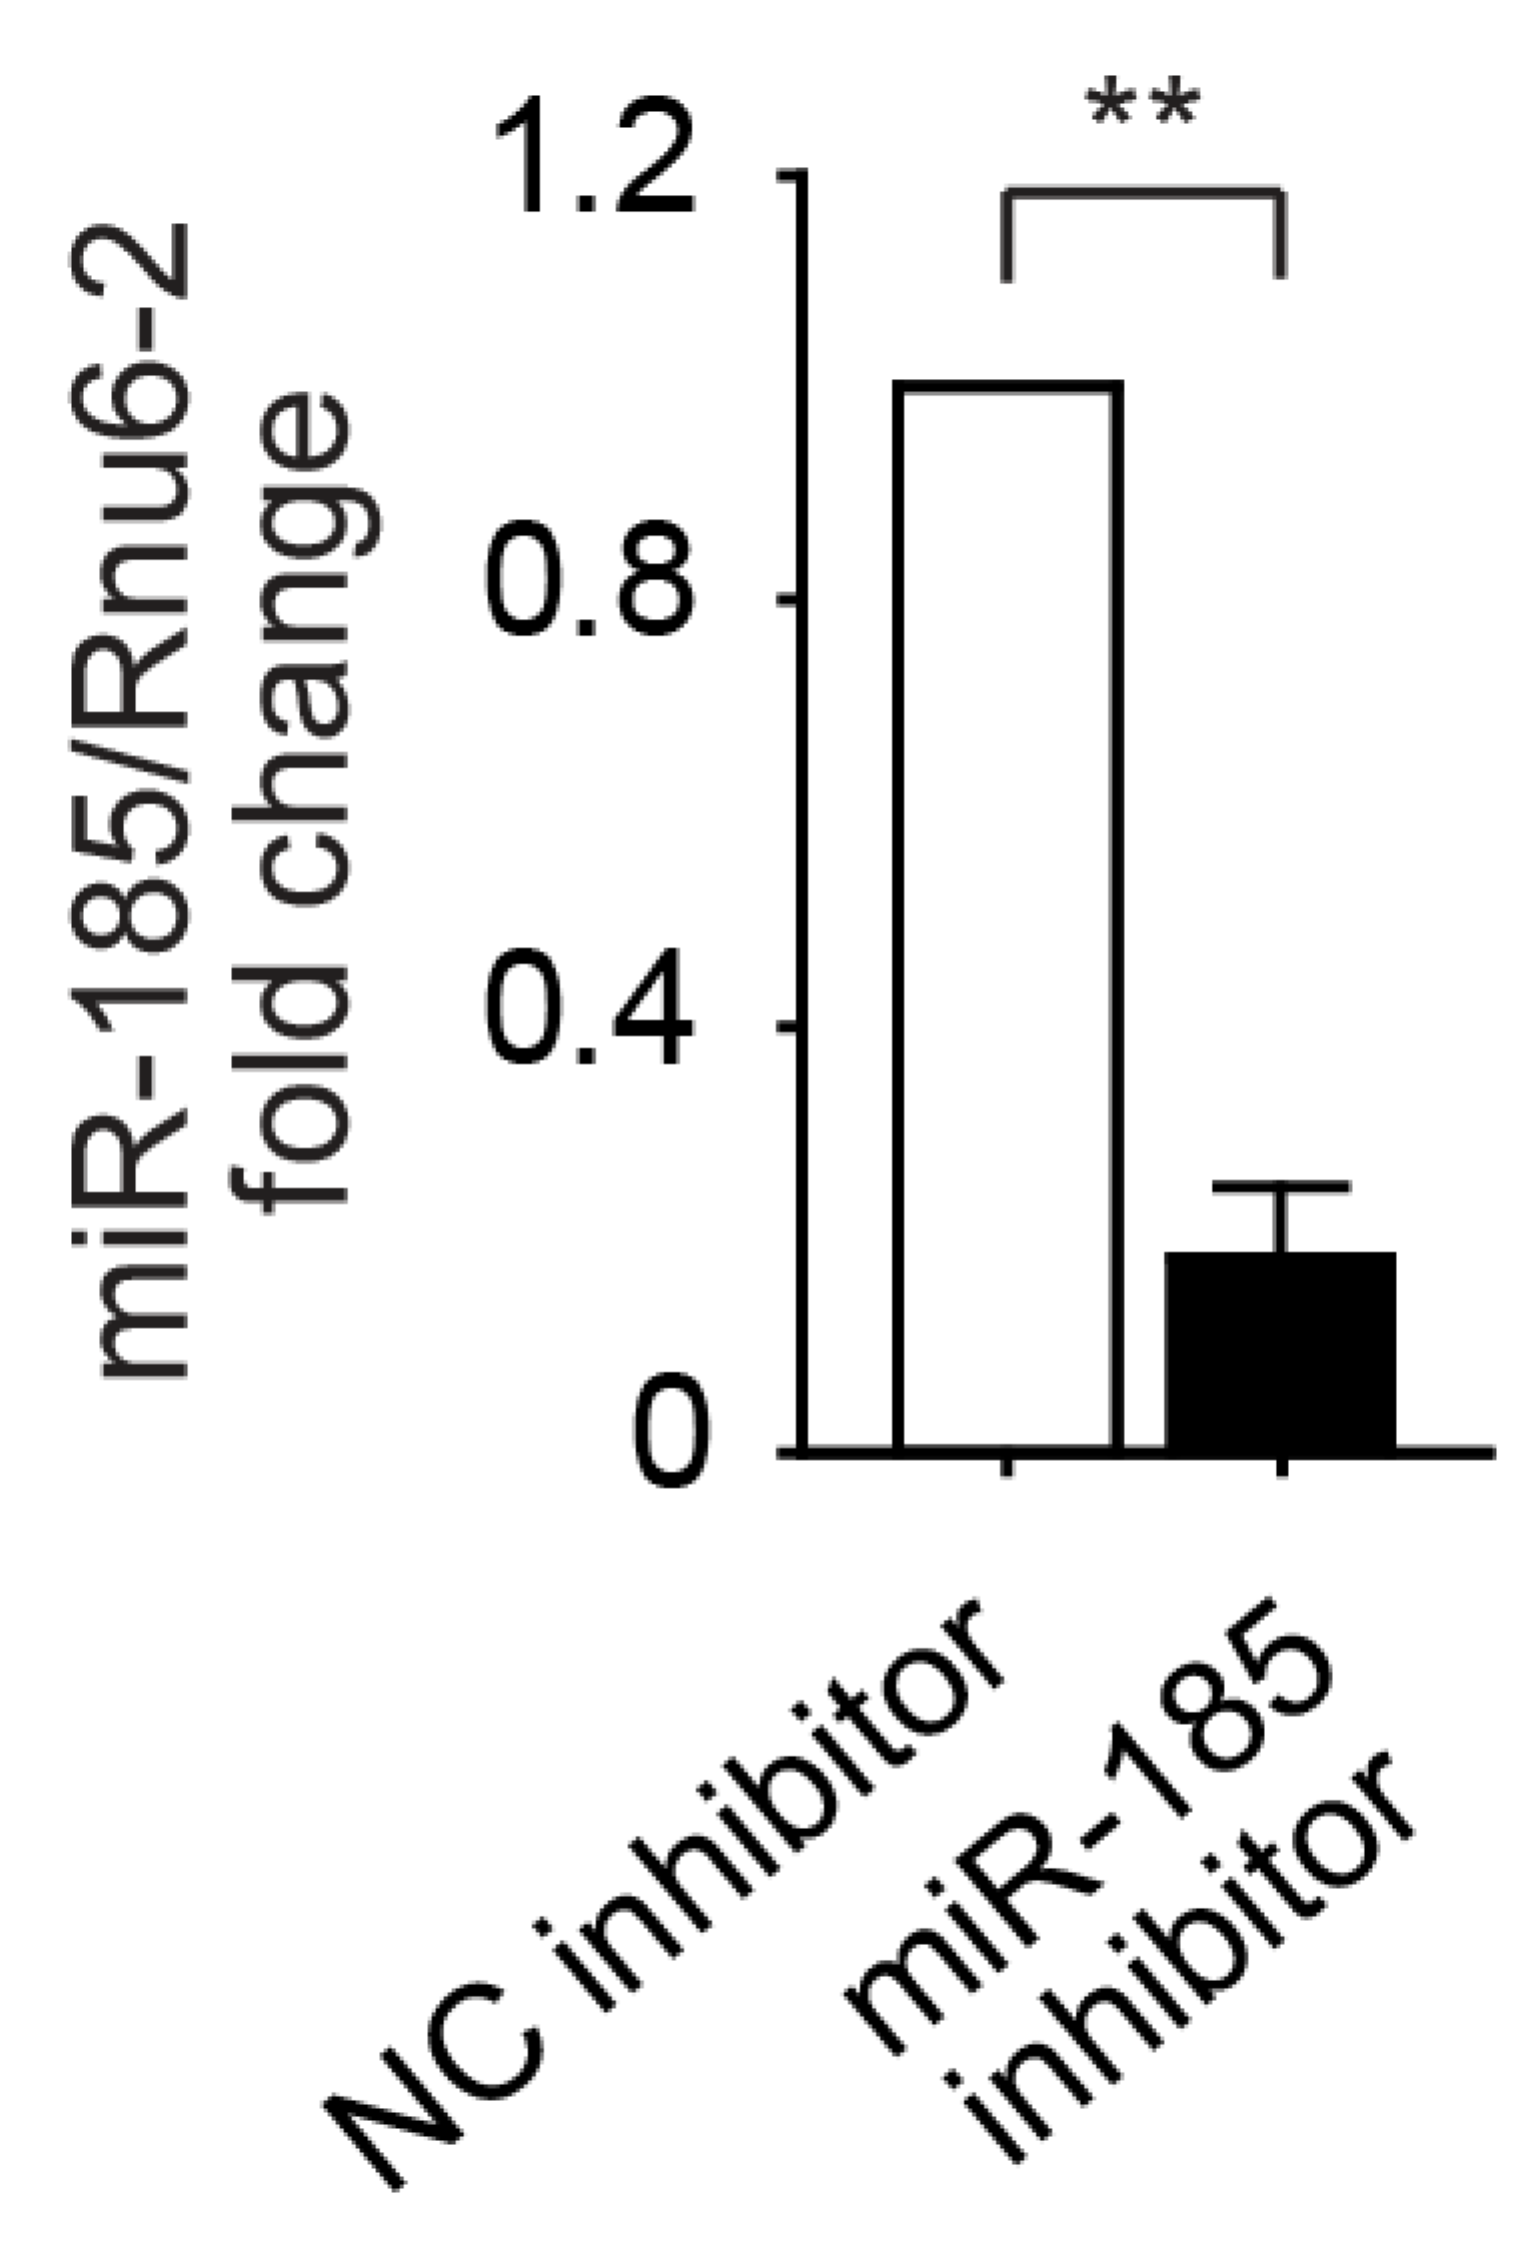 miR-185/Rnu6-2
fold change
1.2
0.8
0.4
0
**
NC inhibitor
miR-185
inhibitor